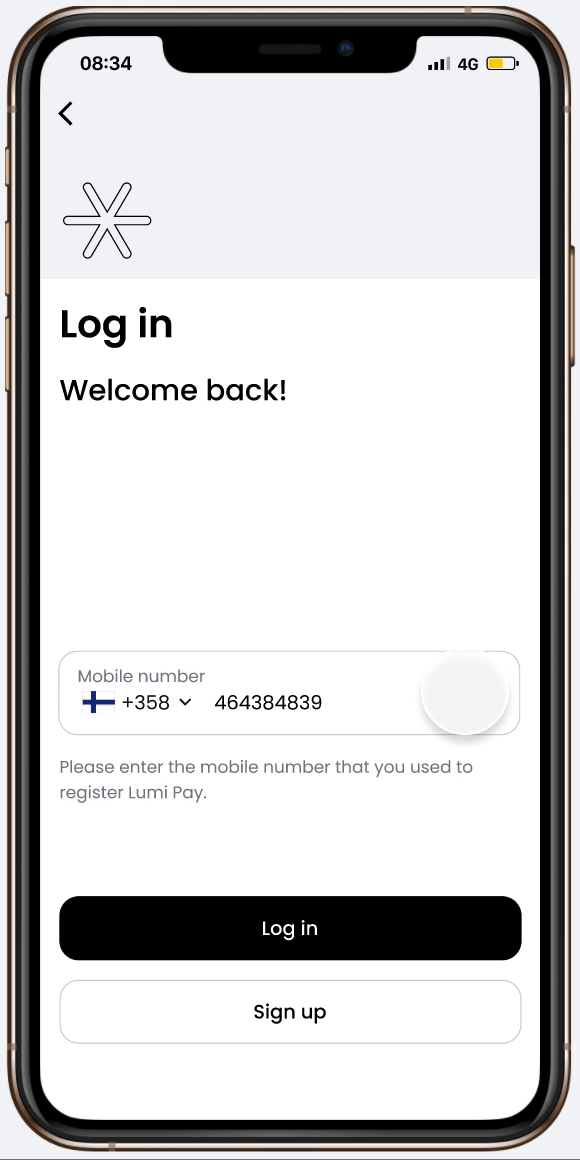 08:34 4G
Log in
Welcome back!
Mobile number
+358 464384839
Please enter the mobile number that you used to
register Lumi Pay.
Log in
Sign up